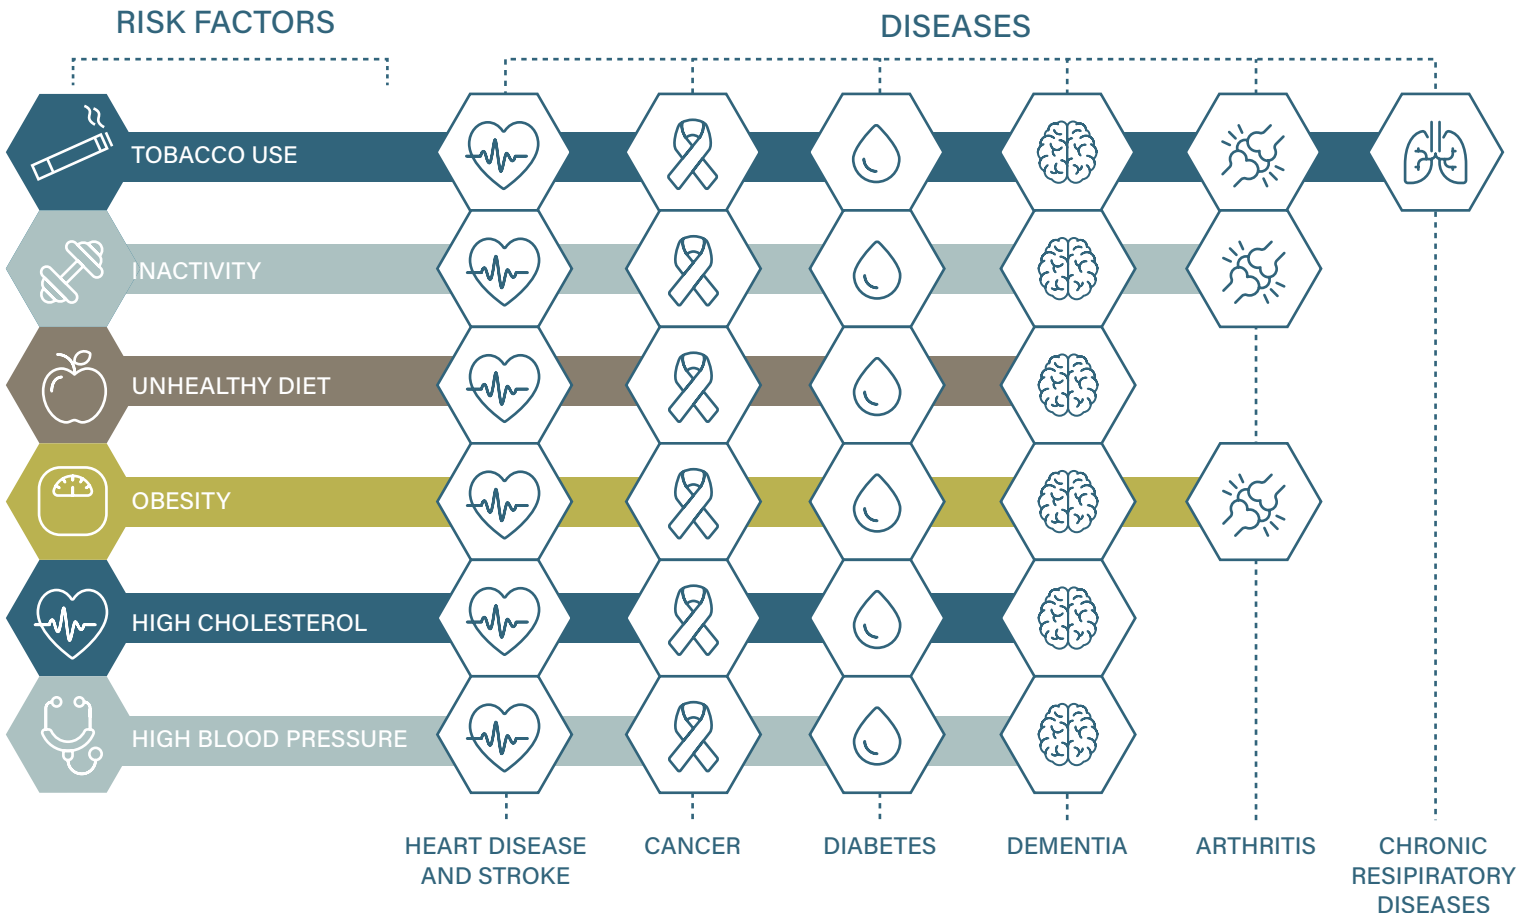 RISK FACTORS
DISEASES
TOBACCO USE
INACTIVITY
UNHEALTHY DIET
OBESITY
HIGH CHOLESTEROL
HIGH BLOOD PRESSURE
HEART DISEASE
AND STROKE
CANCER
DIABETES
DEMENTIA
ARTHRITIS
CHRONIC
RESIPIRATORY
DISEASES